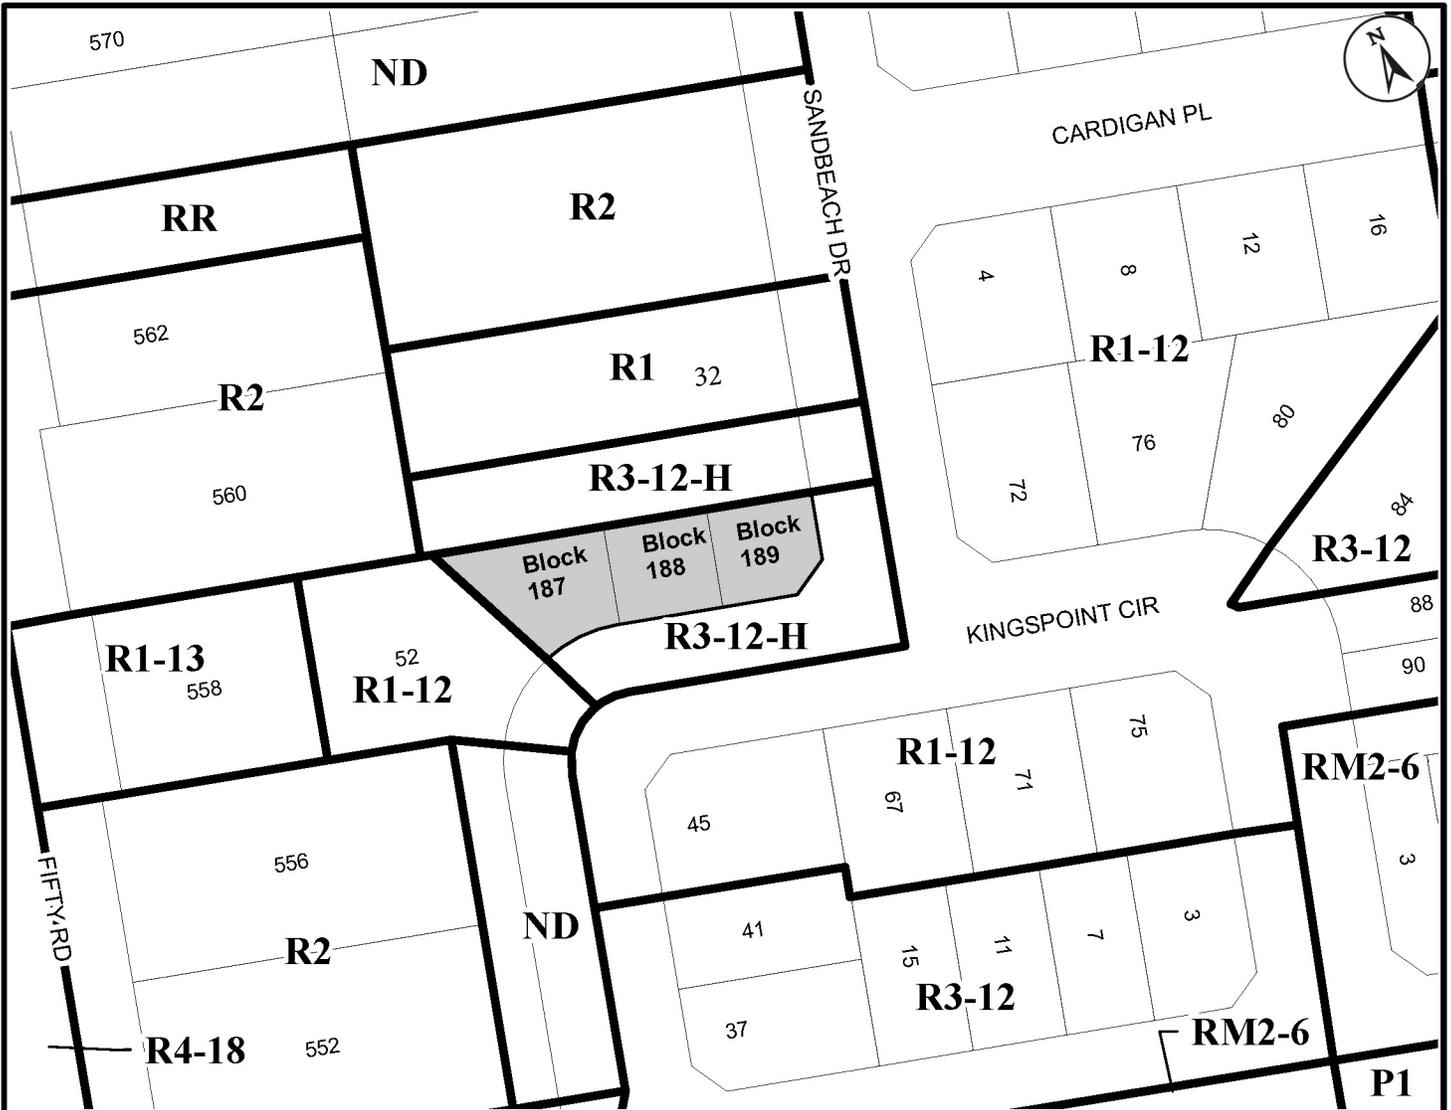 570
ND
N
SANDBEACH DR
CARDIGAN PL
RR
R2
4
8
12
16
562
R1
32
R1-12
R2
76
80
72
560
R3-12-H
84
R3-12
Block
187
Block
188
Block
189
KINGSPOINT CIR
88
R3-12-H
R1-13
558
52
R1-12
90
R1-12
75
RM2-6
67
71
45
3
556
FIFTY RD
ND
41
R2
15
11
7
3
R3-12
37
RM2-6
R4-18
552
P1